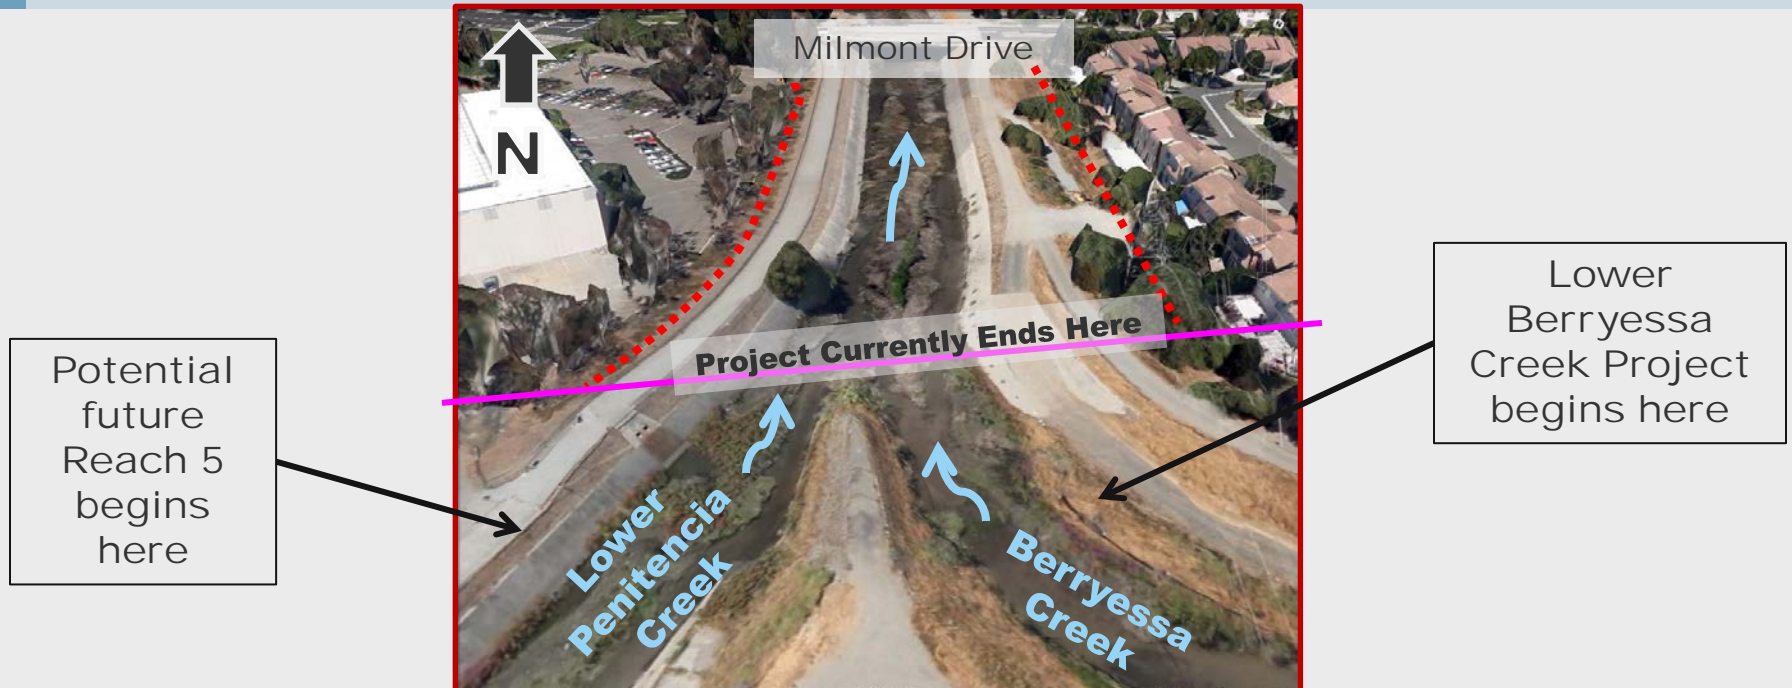 Milmont Drive
N
Project Currently Ends Here
Potential
future
Reach 5
begins
here
Lower
Berryessa
Creek Project
begins here
Lower
Penitencia
Creek
Berryessa
Creek